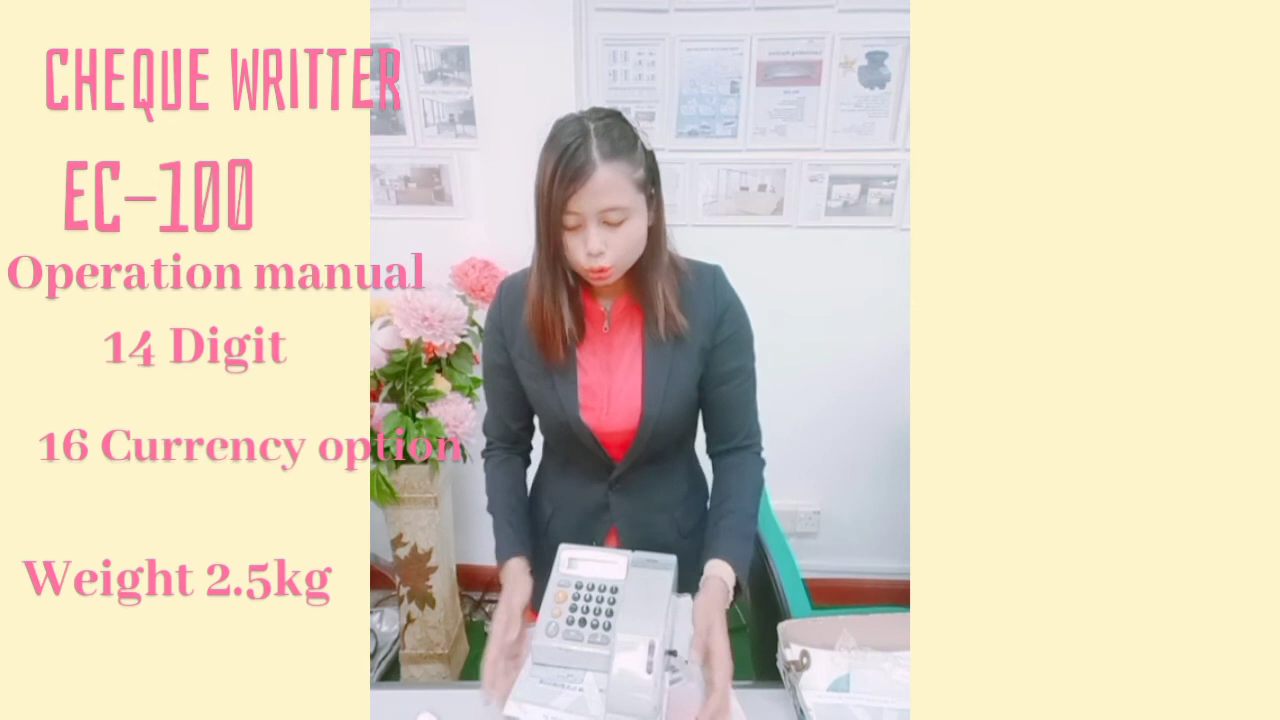 CHEQUE WRITTER
EC-100
Operation manual
14 Digit
16 Currency option
Weight 2.5kg